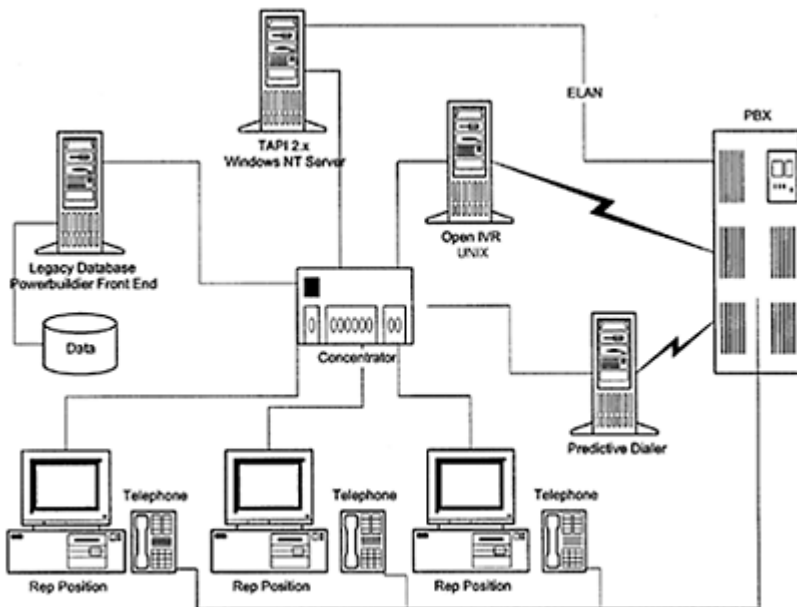 ELAN
PBX
TAPI 2.x
Windows NT Server
Open IVR
UNIX
Legacy Database
Powerbuildier Front End
Data
Concentrator
Predictive Dialer
Telephone
Telephone
Telephone
Rep Position
Rep Position
Rep Position